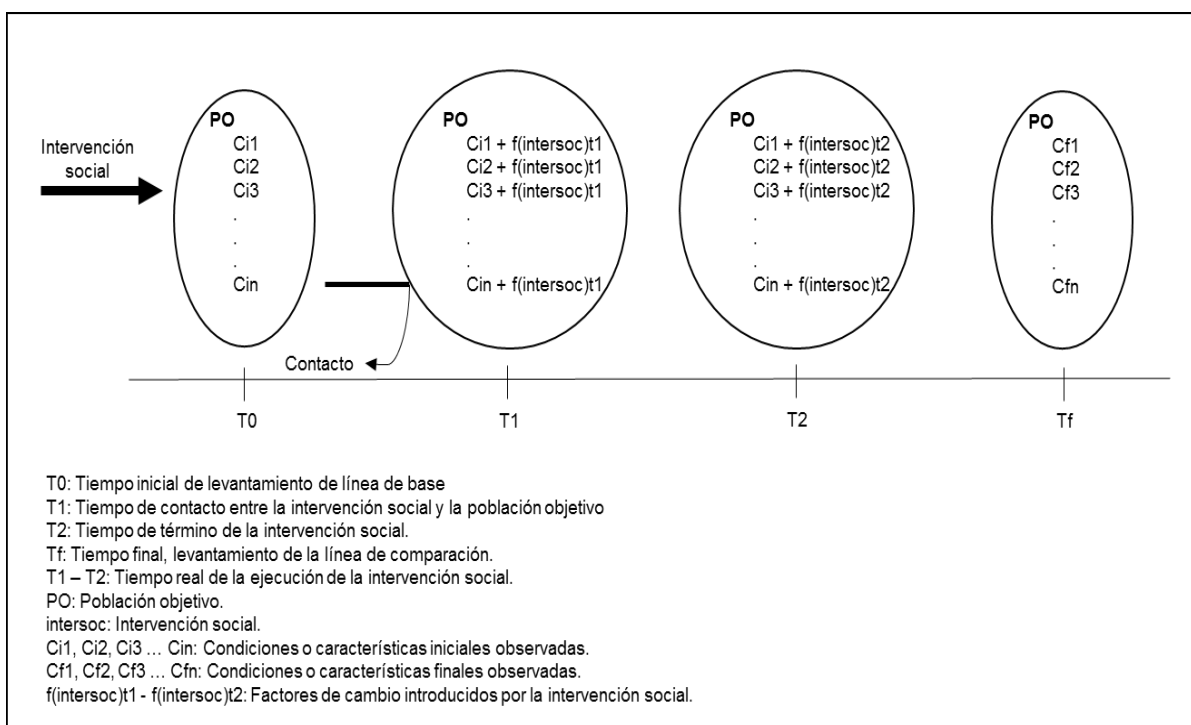 Intervención
social
PO
Ci1
Ci2
Ci3
.
.
.
Cin
PO
Ci1 + f(intersoc)t1
Ci2 + f(intersoc)t1
Ci3 + f(intersoc)t1
.
.
.
Cin + f(intersoc)t1
PO
Ci1 + f(intersoc)t2
Ci2 + f(intersoc)t2
Ci3 + f(intersoc)t2
.
.
.
Cin + f(intersoc)t2
PO
Cf1
Cf2
Cf3
.
.
.
Cfn
Contacto
T0
T1
T2
Tf
T0: Tiempo inicial de levantamiento de línea de base
T1: Tiempo de contacto entre la intervención social y la población objetivo
T2: Tiempo de término de la intervención social.
Tf: Tiempo final, levantamiento de la línea de comparación.
T1 – T2: Tiempo real de la ejecución de la intervención social.
PO: Población objetivo.
intersoc: Intervención social.
Ci1, Ci2, Ci3 ... Cin: Condiciones o características iniciales observadas.
Cf1, Cf2, Cf3 ... Cfn: Condiciones o características finales observadas.
f(intersoc)t1 - f(intersoc)t2: Factores de cambio introducidos por la intervención social.